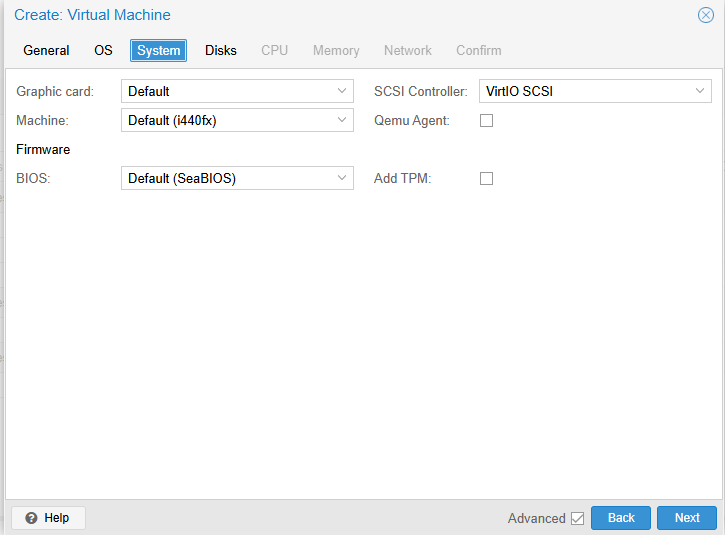 Create: Virtual Machine
General OS System Disks CPU Memory Network Confirm
Graphic card: Default SCSI Controller: VirtIO SCSI
Machine: Default (i440fx) Qemu Agent:
Firmware
BIOS: Default (SeaBIOS) Add TPM:
? Help Advanced Back Next